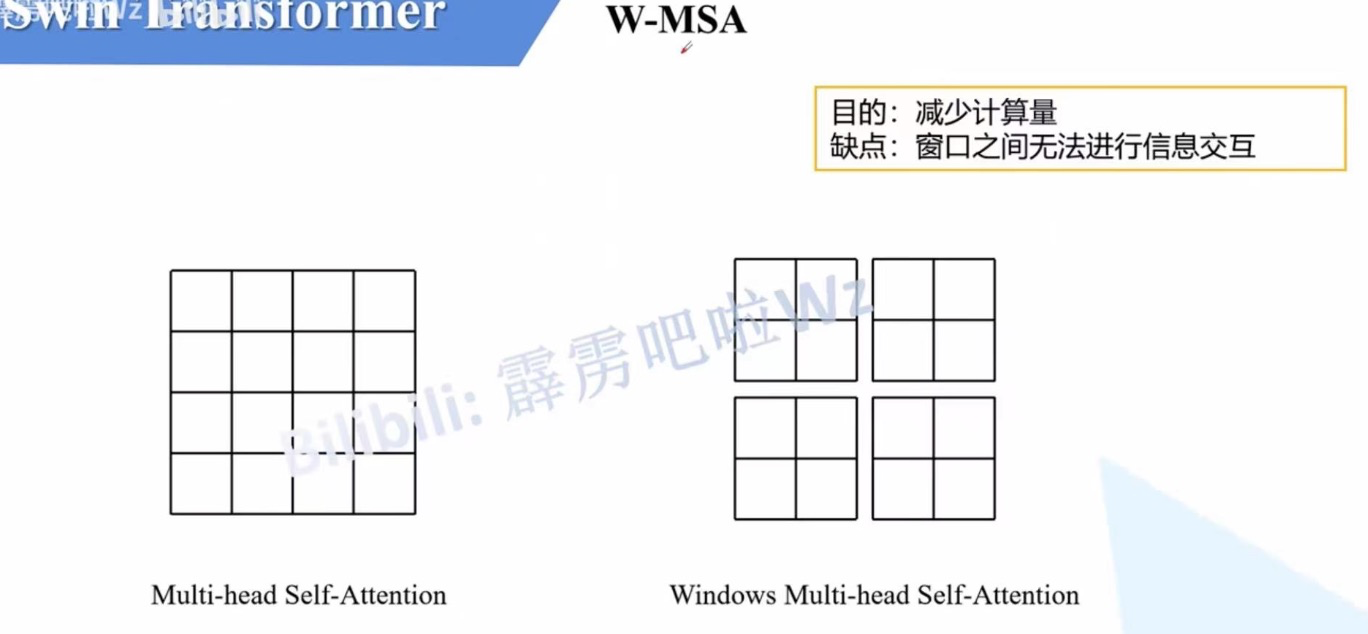 Swin Transformer
W-MSA
目的：减少计算量
缺点：窗口之间无法进行信息交互
Bilibili: 霹雳吧啦Wz
Multi-head Self-Attention
Windows Multi-head Self-Attention